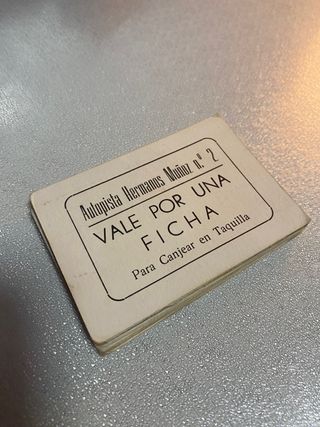 Autopista Hermanos Muñoz n.º 2
VALE POR UNA
FICHA
Para Canjear en Taquilla